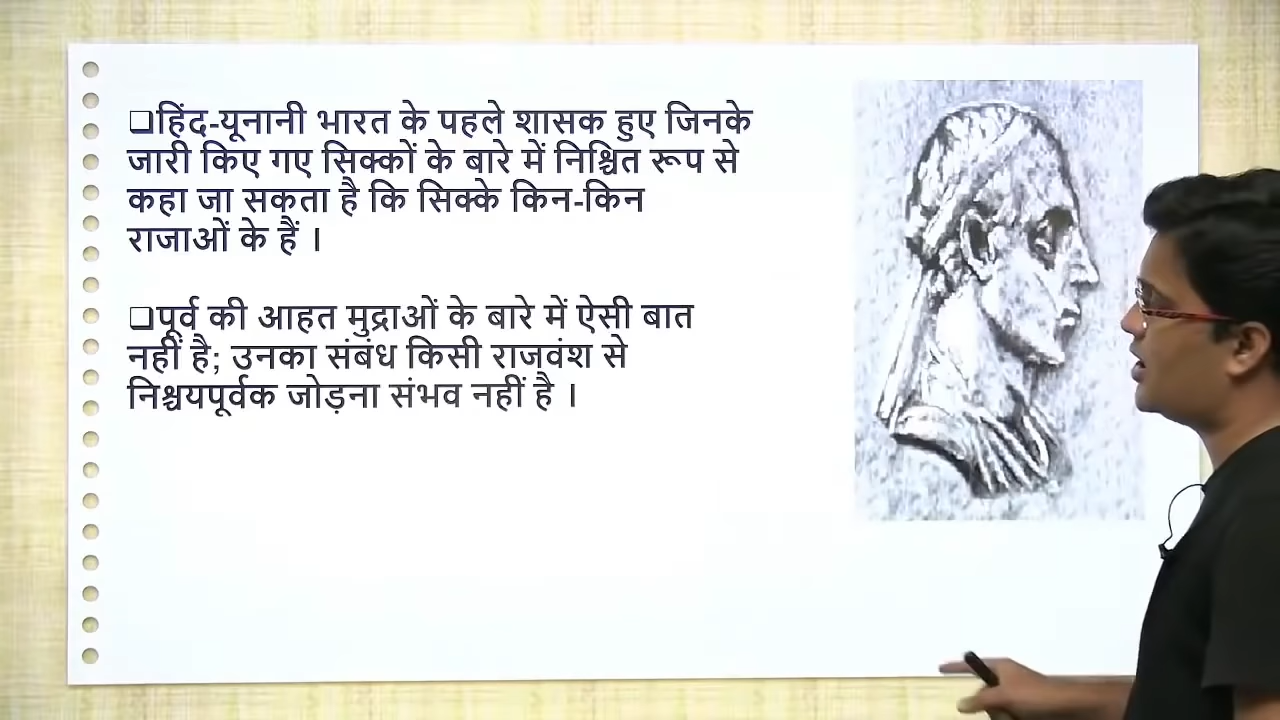 ❑हिंद-यूनानी भारत के पहले शासक हुए जिनके
जारी किए गए सिक्कों के बारे में निश्चित रूप से
कहा जा सकता है कि सिक्के किन-किन
राजाओं के हैं ।
❑पूर्व की आहत मुद्राओं के बारे में ऐसी बात
नहीं है; उनका संबंध किसी राजवंश से
निश्चयपूर्वक जोड़ना संभव नहीं है ।